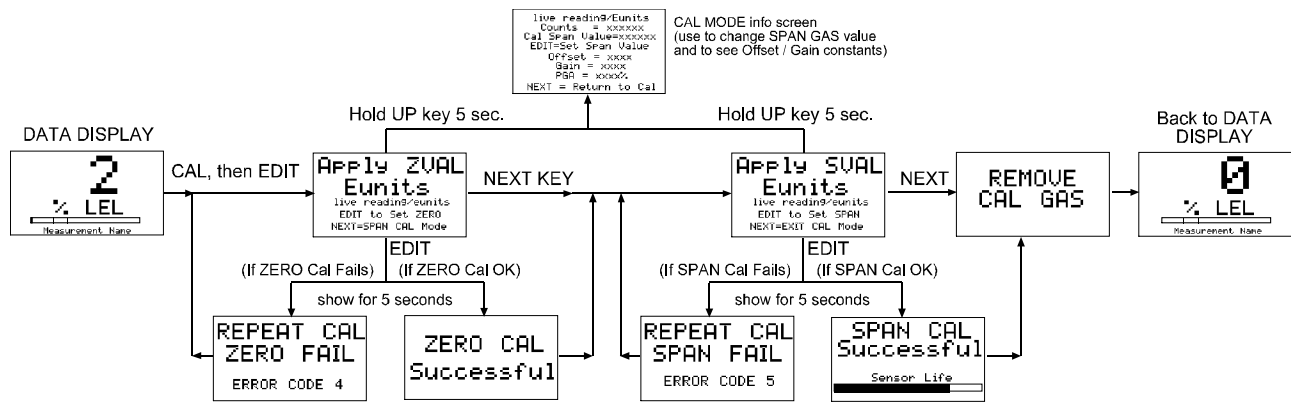 live reading/Eunits
Counts = xxxxxx
Cal Span Value=xxxxxx
EDIT=Set Span Value
Offset = xxxx
Gain = xxxx
PGA = xxxx%
NEXT = Return to Cal
CAL MODE info screen
(use to change SPAN GAS value
and to see Offset / Gain constants)
Hold UP key 5 sec.
Hold UP key 5 sec.
DATA DISPLAY
2
% LEL
Measurement Name
CAL, then EDIT
Apply ZVAL
Eunits
live reading/eunits
EDIT to Set ZERO
NEXT=SPAN CAL Mode
NEXT KEY
Apply SVAL
Eunits
live reading/eunits
EDIT to Set SPAN
NEXT=EXIT CAL Mode
NEXT
REMOVE
CAL GAS
Back to DATA
DISPLAY
0
% LEL
Measurement Name
EDIT
(If ZERO Cal Fails)
(If ZERO Cal OK)
show for 5 seconds
REPEAT CAL
ZERO FAIL
ERROR CODE 4
ZERO CAL
Successful
EDIT
(If SPAN Cal Fails)
(If SPAN Cal OK)
show for 5 seconds
REPEAT CAL
SPAN FAIL
ERROR CODE 5
SPAN CAL
Successful
Sensor Life